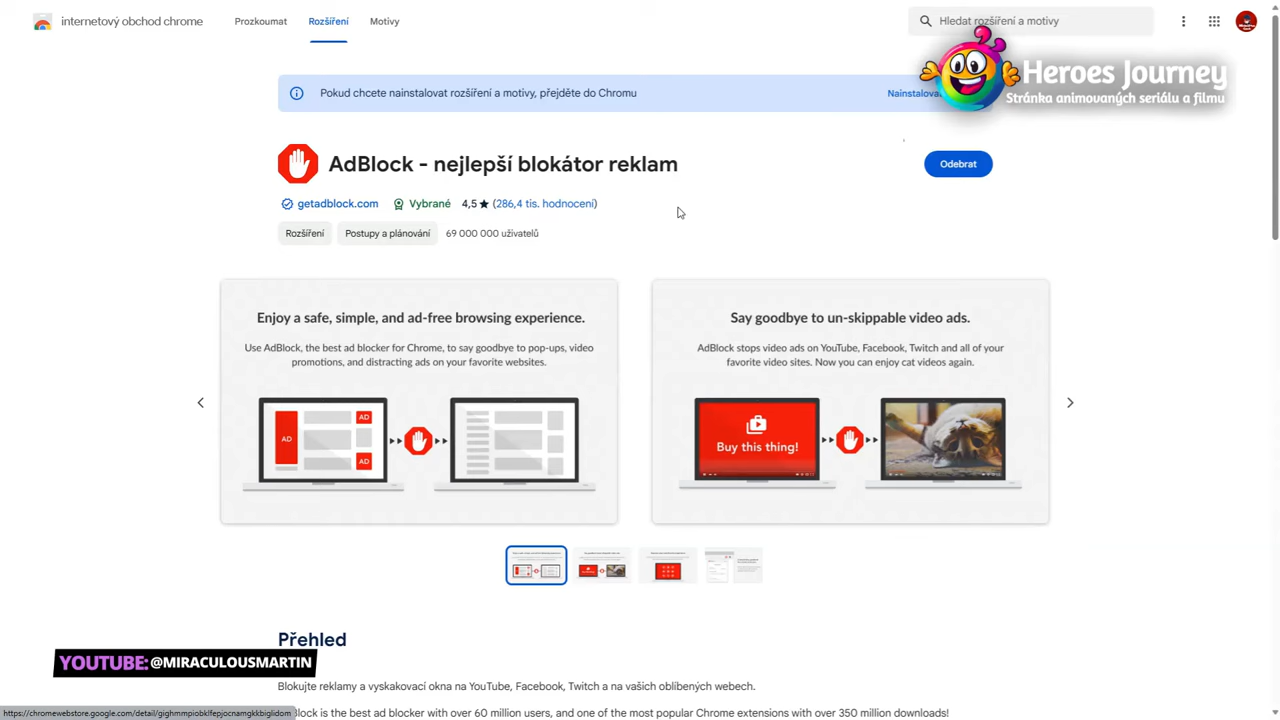 internetový obchod chrome
Prozkoumat
Rozšíření
Motivy
Hledat rozšíření a motivy
Heroes Journey
Stránka animovaných seriálu a filmu
Pokud chcete nainstalovat rozšíření a motivy, přejděte do Chromu
AdBlock - nejlepší blokátor reklam
Odebrat
getadblock.com
Vybrané
4,5 ★ (286,4 tis. hodnocení)
Rozšíření
Postupy a plánování
69 000 000 uživatelů
Enjoy a safe, simple, and ad-free browsing experience.
Use AdBlock, the best ad blocker for Chrome, to say goodbye to pop-ups, video
promotions, and distracting ads on your favorite websites.
AD
AD
AD
Say goodbye to un-skippable video ads.
AdBlock stops video ads on YouTube, Facebook, Twitch and all of your
favorite video sites. Now you can enjoy cat videos again.
Buy this thing!
Přehled
YOUTUBE: @MIRACULOUSMARTIN
Blokujte reklamy a vyskakovací okna na YouTube, Facebook, Twitch a na vašich oblíbených webech.
is the best ad blocker with over 60 million users, and one of the most popular Chrome extensions with over 350 million downloads!
https://chromewebstore.google.com/detail/gighmmpiobklfepjocnamgkkbiglidom